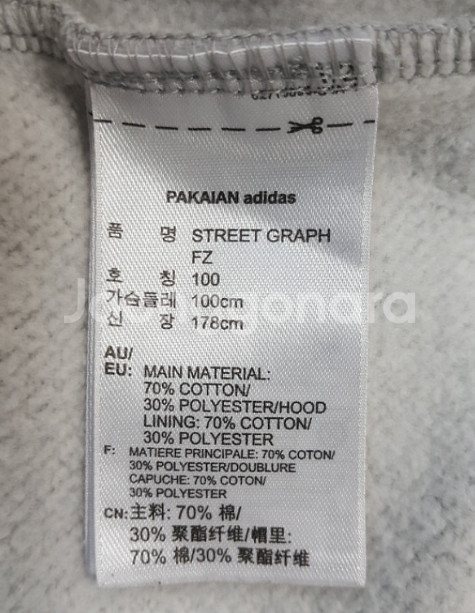 PAKAIAN adidas
품 명 STREET GRAPH
FZ
호 칭 100
가슴둘레 100cm
신 장 178cm
AU/
EU: MAIN MATERIAL:
70% COTTON/
30% POLYESTER/HOOD
LINING: 70% COTTON/
30% POLYESTER
F: MATIERE PRINCIPALE: 70% COTON/
30% POLYESTER/DOUBLURE
CAPUCHE: 70% COTON/
30% POLYESTER
CN: 主料: 70% 棉/
30% 聚酯纤维/帽里:
70% 棉/30% 聚酯纤维